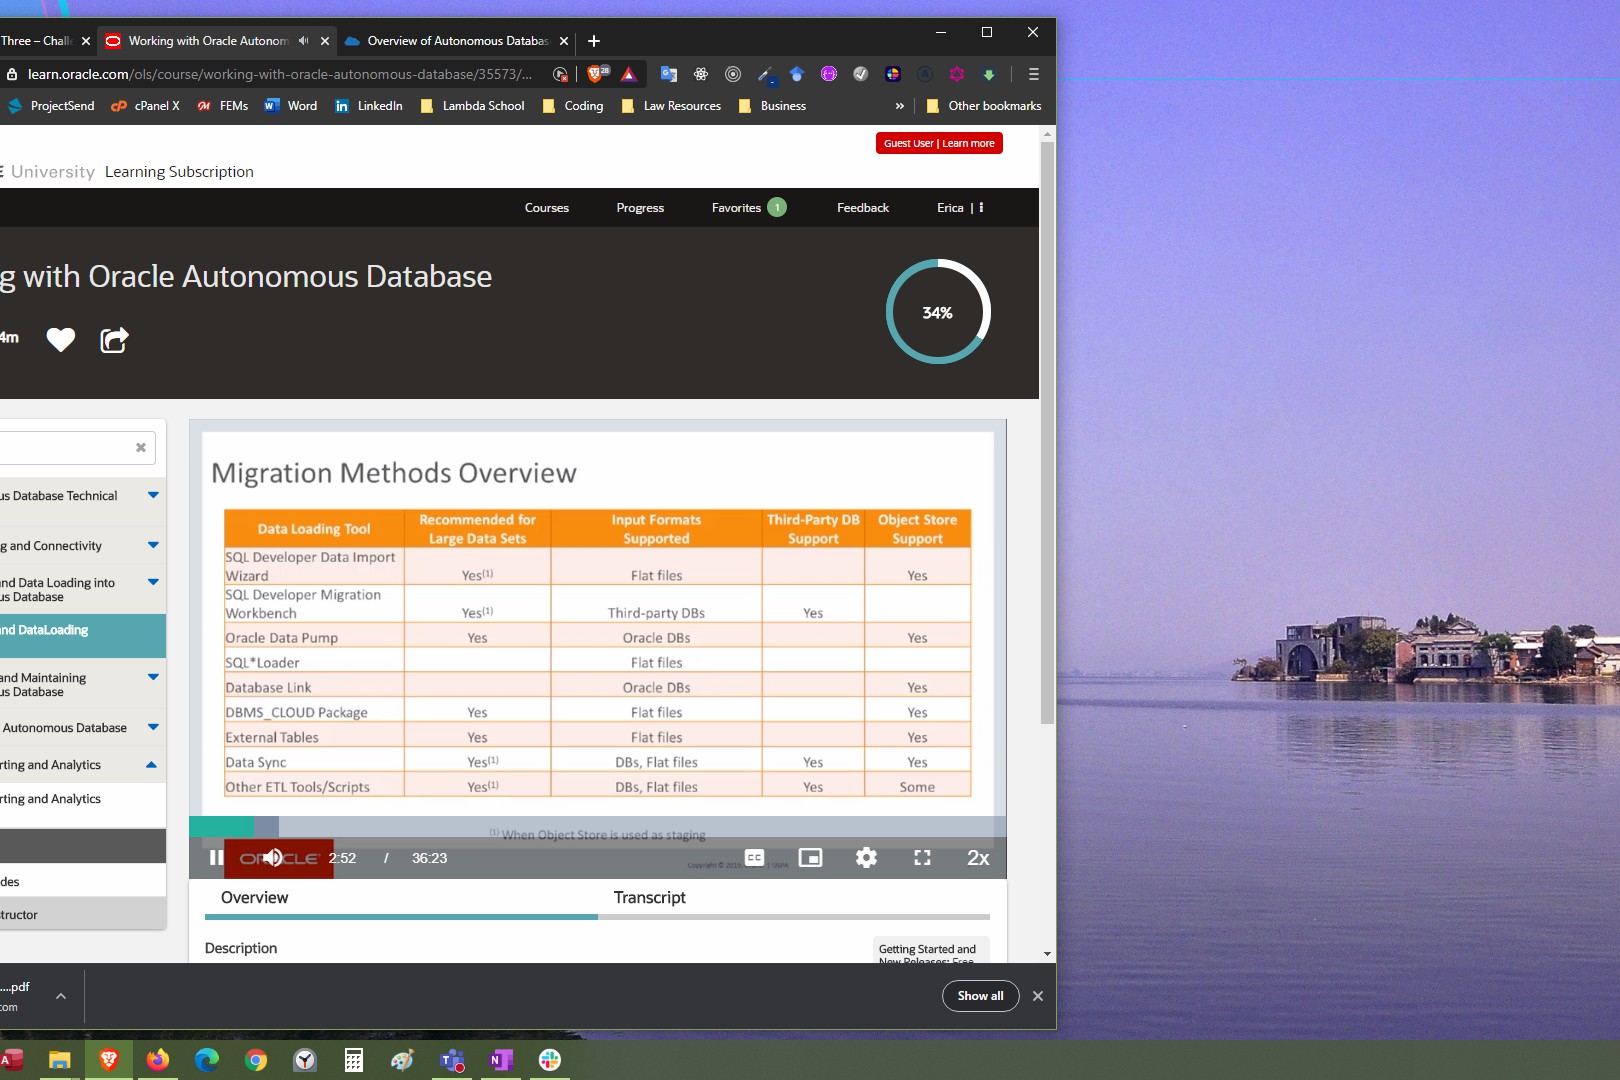 Three – Chall
Working with Oracle Autonom
Overview of Autonomous Databas
learn.oracle.com/ols/course/working-with-oracle-autonomous-database/35573/...
28
ProjectSend
cPanel X
FEMs
Word
LinkedIn
Lambda School
Coding
Law Resources
Business
»
Other bookmarks
Guest User | Learn more
University Learning Subscription
Courses
Progress
Favorites 1
Feedback
Erica |
g with Oracle Autonomous Database
34%
4m
us Database Technical
g and Connectivity
nd Data Loading into
us Database
nd DataLoading
and Maintaining
us Database
Autonomous Database
rting and Analytics
rting and Analytics
des
structor
Migration Methods Overview
Data Loading Tool | Recommended for Large Data Sets | Input Formats Supported | Third-Party DB Support | Object Store Support
SQL Developer Data Import Wizard Yes(1) Flat files Yes
SQL Developer Migration Workbench Yes(1) Third-party DBs Yes
Oracle Data Pump Yes Oracle DBs Yes
SQL*Loader Flat files
Database Link Oracle DBs Yes
DBMS_CLOUD Package Yes Flat files Yes
External Tables Yes Flat files Yes
Data Sync Yes(1) DBs, Flat files Yes Yes
Other ETL Tools/Scripts Yes(1) DBs, Flat files Yes Some
(1) When Object Store is used as staging
ORACLE
2:52 / 36:23
CC
2x
Overview
Transcript
Description
Getting Started and
New Releases: Free
....pdf
com
Show all